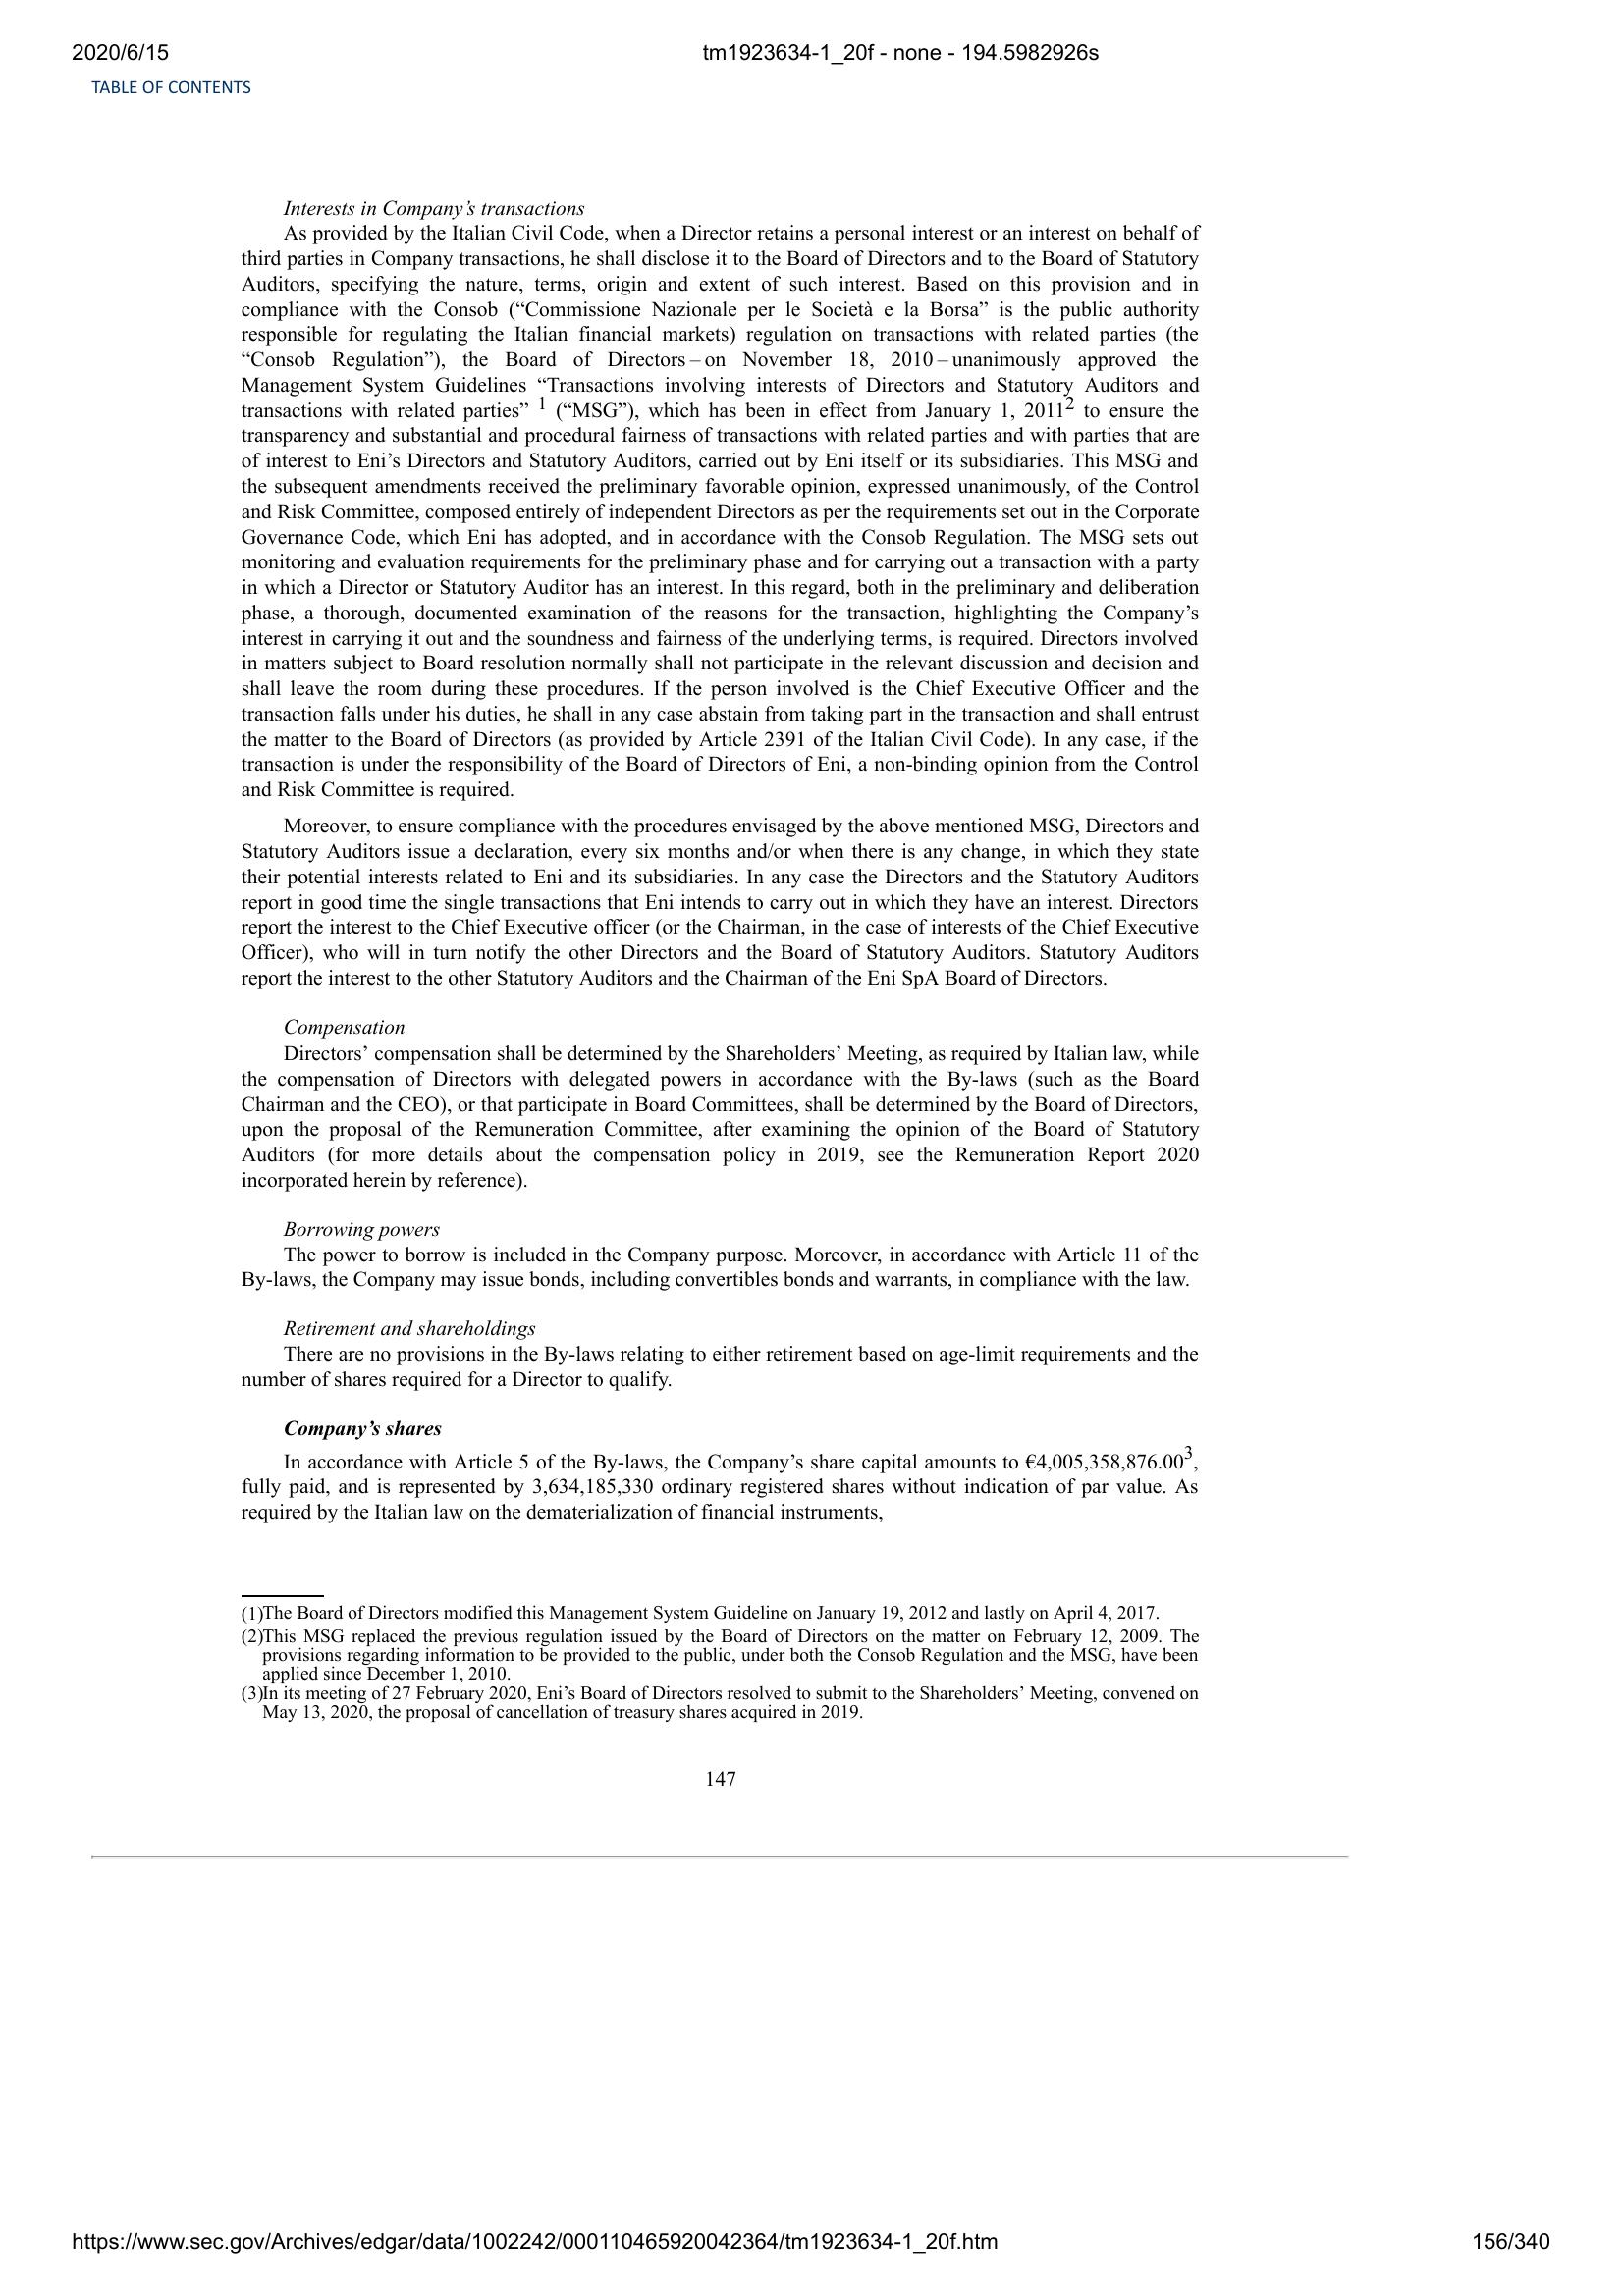 2020/6/15
tm1923634-1_20f - none - 194.5982926s
TABLE OF CONTENTS
Interests in Company’s transactions
As provided by the Italian Civil Code, when a Director retains a personal interest or an interest on behalf of
third parties in Company transactions, he shall disclose it to the Board of Directors and to the Board of Statutory
Auditors, specifying the nature, terms, origin and extent of such interest. Based on this provision and in
compliance with the Consob (“Commissione Nazionale per le Società e la Borsa” is the public authority
responsible for regulating the Italian financial markets) regulation on transactions with related parties (the
“Consob Regulation”), the Board of Directors – on November 18, 2010 – unanimously approved the
Management System Guidelines “Transactions involving interests of Directors and Statutory Auditors and
transactions with related parties” 1 (“MSG”), which has been in effect from January 1, 20112 to ensure the
transparency and substantial and procedural fairness of transactions with related parties and with parties that are
of interest to Eni’s Directors and Statutory Auditors, carried out by Eni itself or its subsidiaries. This MSG and
the subsequent amendments received the preliminary favorable opinion, expressed unanimously, of the Control
and Risk Committee, composed entirely of independent Directors as per the requirements set out in the Corporate
Governance Code, which Eni has adopted, and in accordance with the Consob Regulation. The MSG sets out
monitoring and evaluation requirements for the preliminary phase and for carrying out a transaction with a party
in which a Director or Statutory Auditor has an interest. In this regard, both in the preliminary and deliberation
phase, a thorough, documented examination of the reasons for the transaction, highlighting the Company’s
interest in carrying it out and the soundness and fairness of the underlying terms, is required. Directors involved
in matters subject to Board resolution normally shall not participate in the relevant discussion and decision and
shall leave the room during these procedures. If the person involved is the Chief Executive Officer and the
transaction falls under his duties, he shall in any case abstain from taking part in the transaction and shall entrust
the matter to the Board of Directors (as provided by Article 2391 of the Italian Civil Code). In any case, if the
transaction is under the responsibility of the Board of Directors of Eni, a non-binding opinion from the Control
and Risk Committee is required.
Moreover, to ensure compliance with the procedures envisaged by the above mentioned MSG, Directors and
Statutory Auditors issue a declaration, every six months and/or when there is any change, in which they state
their potential interests related to Eni and its subsidiaries. In any case the Directors and the Statutory Auditors
report in good time the single transactions that Eni intends to carry out in which they have an interest. Directors
report the interest to the Chief Executive officer (or the Chairman, in the case of interests of the Chief Executive
Officer), who will in turn notify the other Directors and the Board of Statutory Auditors. Statutory Auditors
report the interest to the other Statutory Auditors and the Chairman of the Eni SpA Board of Directors.
Compensation
Directors’ compensation shall be determined by the Shareholders’ Meeting, as required by Italian law, while
the compensation of Directors with delegated powers in accordance with the By-laws (such as the Board
Chairman and the CEO), or that participate in Board Committees, shall be determined by the Board of Directors,
upon the proposal of the Remuneration Committee, after examining the opinion of the Board of Statutory
Auditors (for more details about the compensation policy in 2019, see the Remuneration Report 2020
incorporated herein by reference).
Borrowing powers
The power to borrow is included in the Company purpose. Moreover, in accordance with Article 11 of the
By-laws, the Company may issue bonds, including convertibles bonds and warrants, in compliance with the law.
Retirement and shareholdings
There are no provisions in the By-laws relating to either retirement based on age-limit requirements and the
number of shares required for a Director to qualify.
Company’s shares
In accordance with Article 5 of the By-laws, the Company’s share capital amounts to €4,005,358,876.003,
fully paid, and is represented by 3,634,185,330 ordinary registered shares without indication of par value. As
required by the Italian law on the dematerialization of financial instruments,
(1)The Board of Directors modified this Management System Guideline on January 19, 2012 and lastly on April 4, 2017.
(2)This MSG replaced the previous regulation issued by the Board of Directors on the matter on February 12, 2009. The
provisions regarding information to be provided to the public, under both the Consob Regulation and the MSG, have been
applied since December 1, 2010.
(3)In its meeting of 27 February 2020, Eni’s Board of Directors resolved to submit to the Shareholders’ Meeting, convened on
May 13, 2020, the proposal of cancellation of treasury shares acquired in 2019.
147
https://www.sec.gov/Archives/edgar/data/1002242/000110465920042364/tm1923634-1_20f.htm
156/340